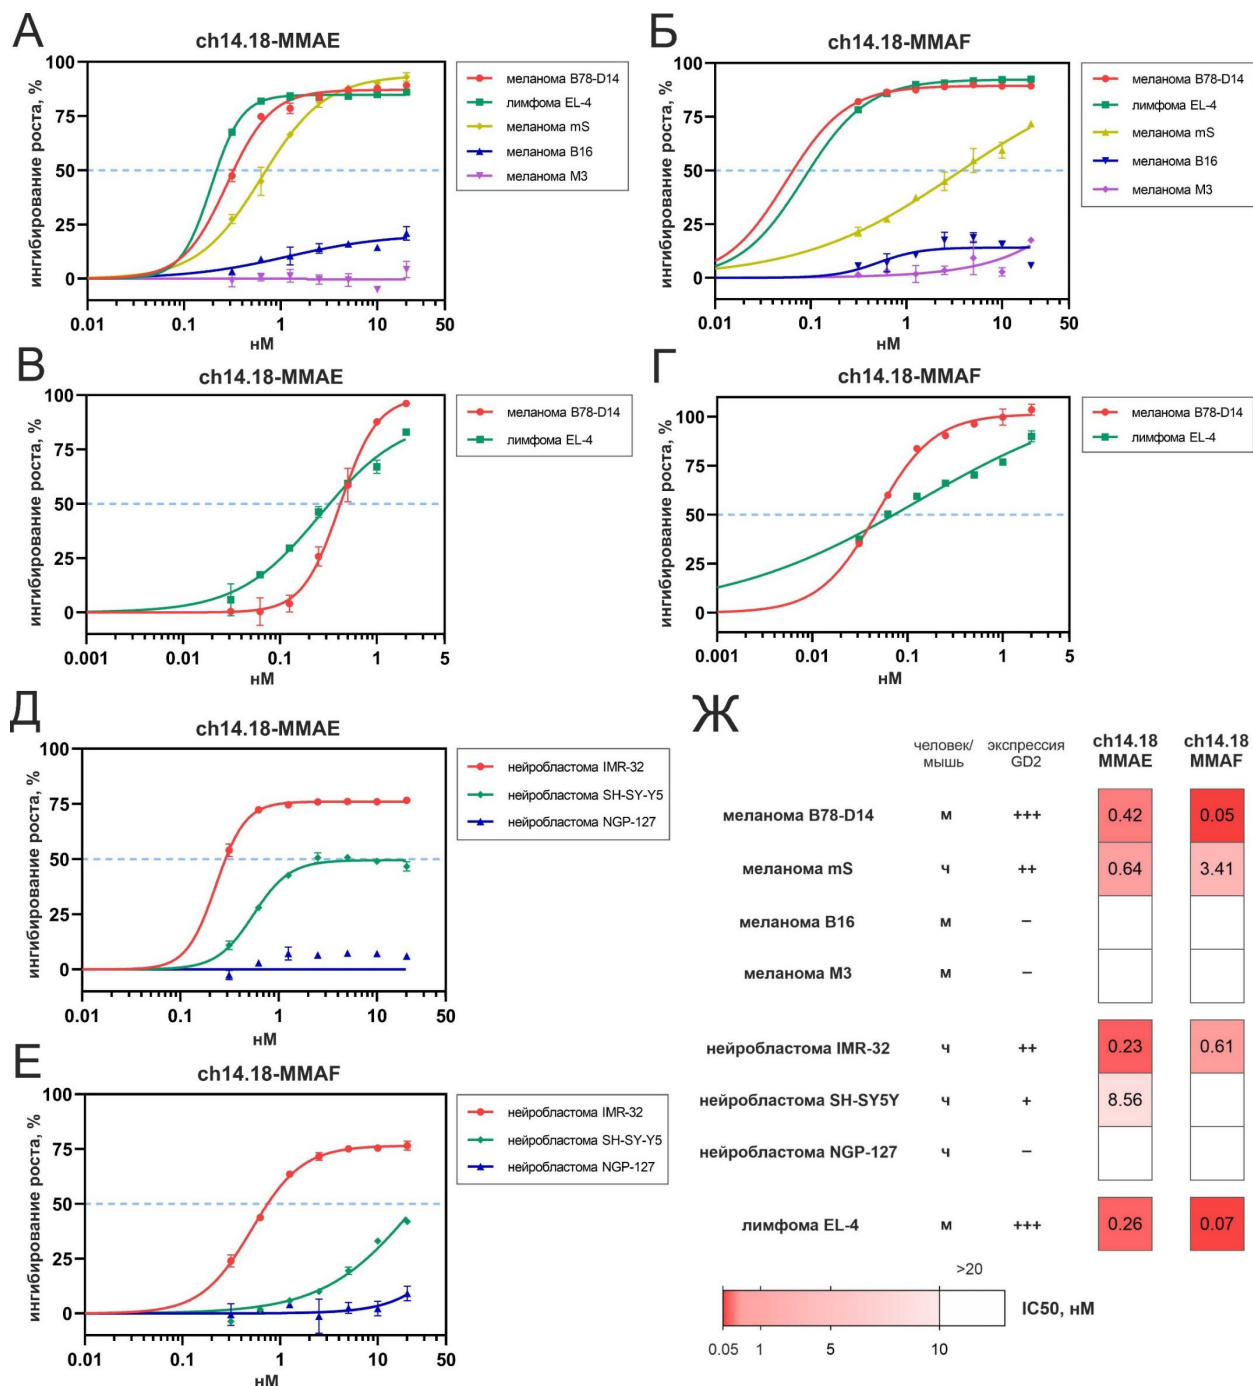 А
ch14.18-MMAE
ингибирование роста, %
100
75
50
25
0
0.01 0.1 1 10 50
нМ
меланома B78-D14
лимфома EL-4
меланома mS
меланома B16
меланома M3
Б
ch14.18-MMAF
ингибирование роста, %
100
75
50
25
0
0.01 0.1 1 10 50
нМ
меланома B78-D14
лимфома EL-4
меланома mS
меланома B16
меланома M3
В
ch14.18-MMAE
ингибирование роста, %
100
75
50
25
0
0.001 0.01 0.1 1 5
нМ
меланома B78-D14
лимфома EL-4
Г
ch14.18-MMAF
ингибирование роста, %
100
75
50
25
0
0.001 0.01 0.1 1 5
нМ
меланома B78-D14
лимфома EL-4
Д
ch14.18-MMAE
ингибирование роста, %
100
75
50
25
0
0.01 0.1 1 10 50
нМ
нейробластома IMR-32
нейробластома SH-SY-Y5
нейробластома NGP-127
Е
ch14.18-MMAF
ингибирование роста, %
100
75
50
25
0
0.01 0.1 1 10 50
нМ
нейробластома IMR-32
нейробластома SH-SY-Y5
нейробластома NGP-127
Ж
человек/ экспрессия ch14.18 ch14.18
мышь GD2 MMAE MMAF
меланома B78-D14 м +++ 0.42 0.05
меланома mS ч ++ 0.64 3.41
меланома B16 м –
меланома M3 м –
нейробластома IMR-32 ч ++ 0.23 0.61
нейробластома SH-SY5Y ч + 8.56
нейробластома NGP-127 ч –
лимфома EL-4 м +++ 0.26 0.07
>20
IC50, нМ
0.05 1 5 10